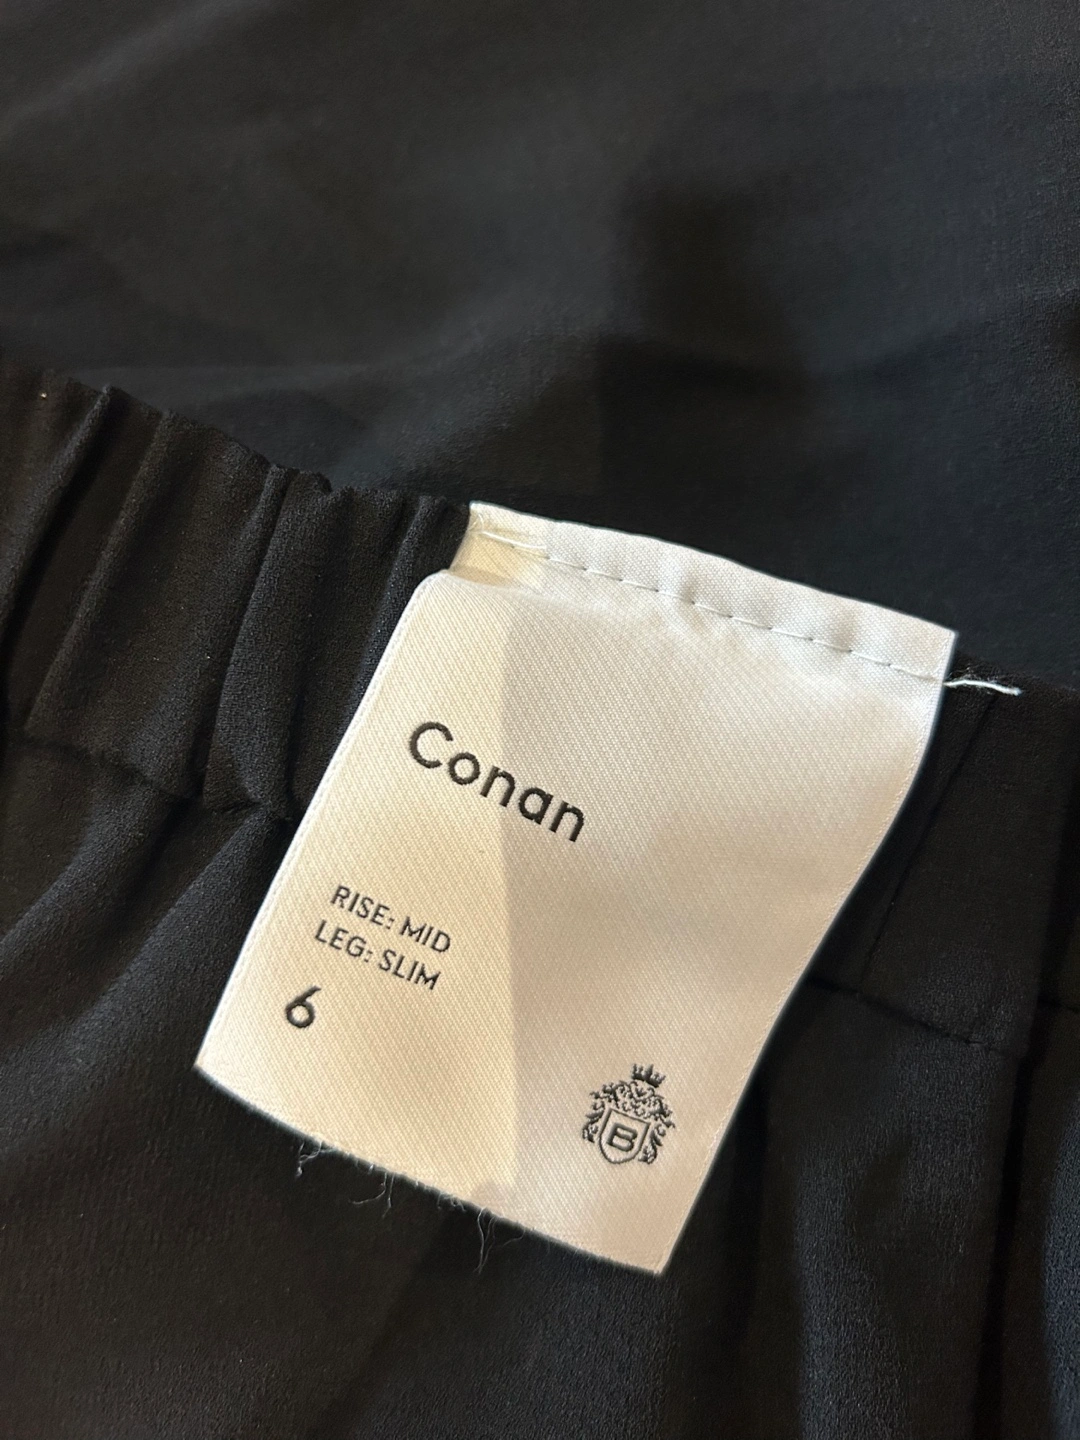 Conan
RISE: MID
LEG: SLIM
6
B